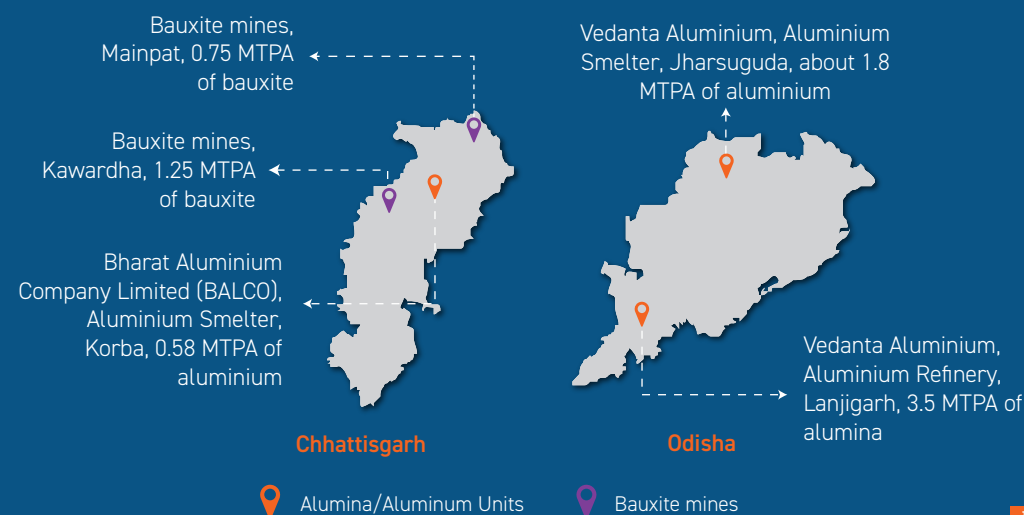 Bauxite mines,
Mainpat, 0.75 MTPA
of bauxite
Bauxite mines,
Kawardha, 1.25 MTPA
of bauxite
Bharat Aluminium
Company Limited (BALCO),
Aluminium Smelter,
Korba, 0.58 MTPA of
aluminium
Chhattisgarh
Vedanta Aluminium, Aluminium
Smelter, Jharsuguda, about 1.8
MTPA of aluminium
Vedanta Aluminium,
Aluminium Refinery,
Lanjigarh, 3.5 MTPA of
alumina
Odisha
Alumina/Aluminum Units
Bauxite mines